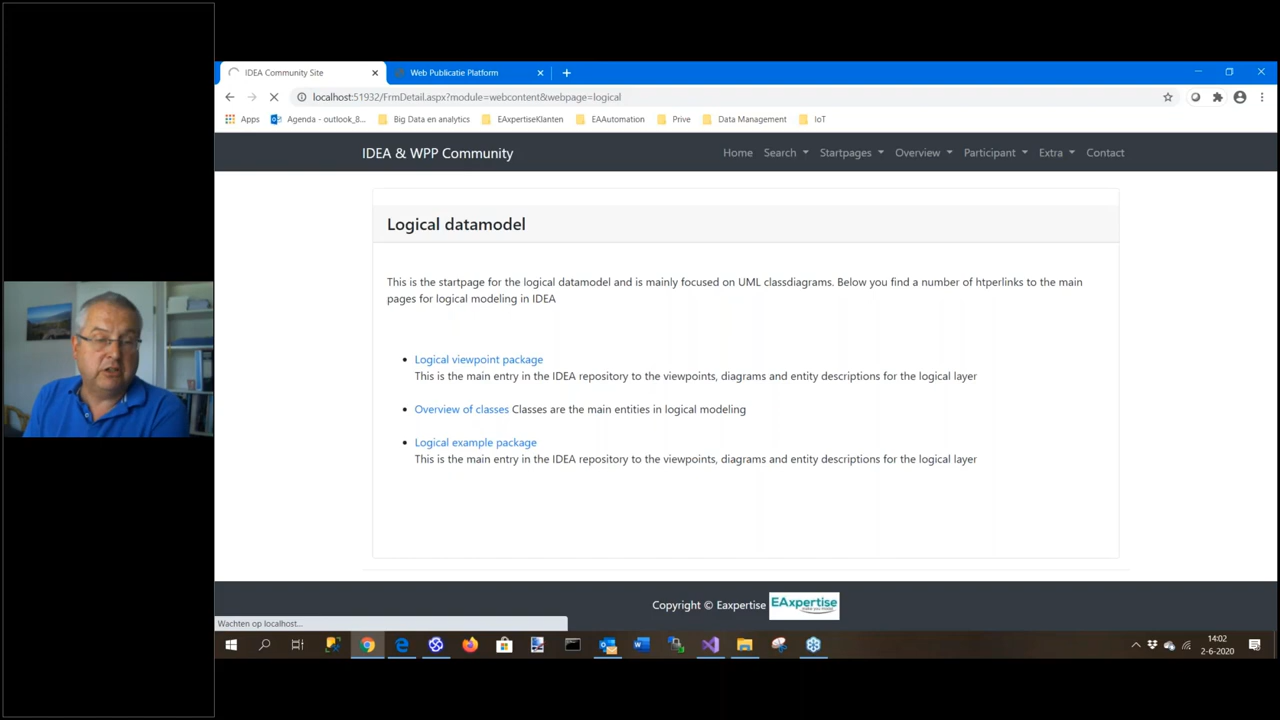 IDEA Community Site
Web Publicatie Platform
localhost:51932/FrmDetail.aspx?module=webcontent&webpage=logical
Apps
Agenda - outlook_8...
Big Data en analytics
EAxpertiseKlanten
EAAutomation
Prive
Data Management
IoT
IDEA & WPP Community
Home
Search
Startpages
Overview
Participant
Extra
Contact
Logical datamodel
This is the startpage for the logical datamodel and is mainly focused on UML classdiagrams. Below you find a number of htperlinks to the main
pages for logical modeling in IDEA
Logical viewpoint package
This is the main entry in the IDEA repository to the viewpoints, diagrams and entity descriptions for the logical layer
Overview of classes Classes are the main entities in logical modeling
Logical example package
This is the main entry in the IDEA repository to the viewpoints, diagrams and entity descriptions for the logical layer
Copyright © Eaxpertise
EAxpertise
Wachten op localhost...
14:02
2-6-2020